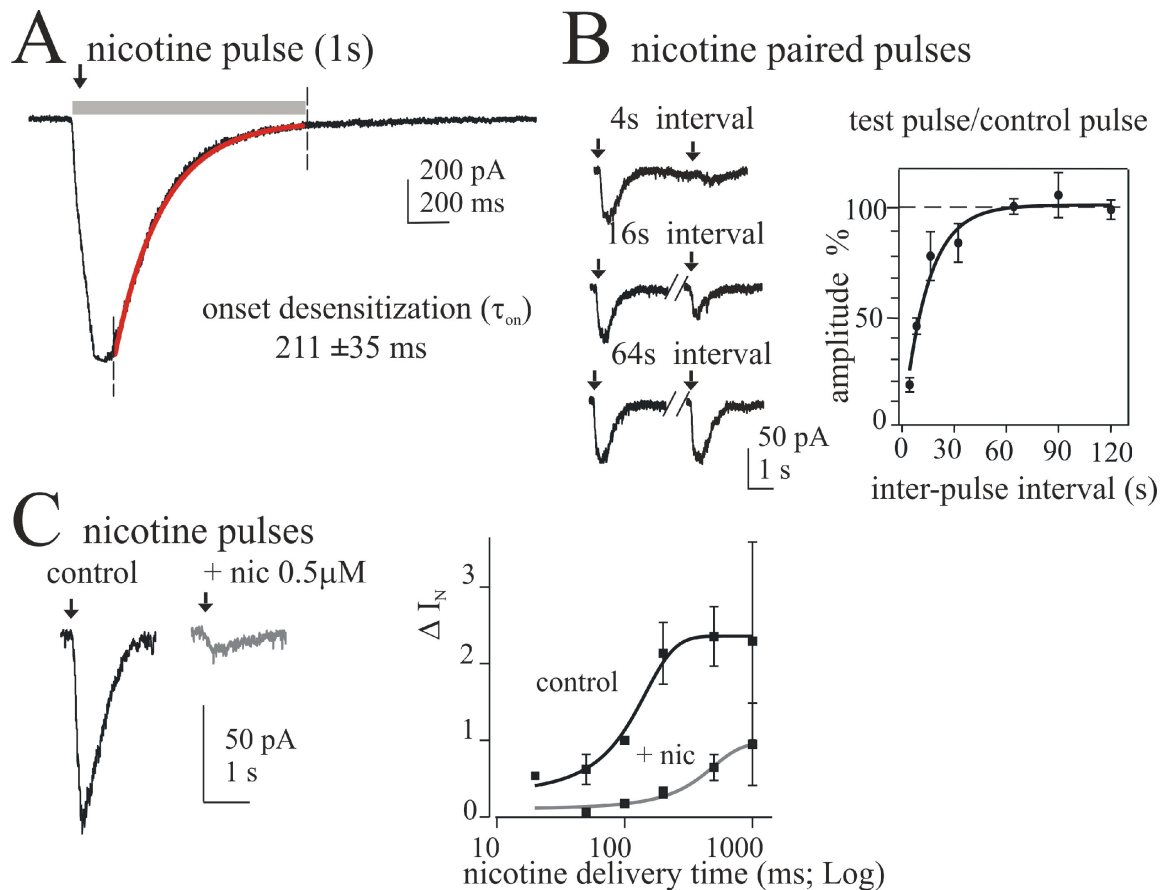 A nicotine pulse (1s)
200 pA
200 ms
onset desensitization (τon)
211 ±35 ms
B nicotine paired pulses
4s interval
16s interval
64s interval
50 pA
1 s
test pulse/control pulse
amplitude %
100
50
0
0 30 60 90 120
inter-pulse interval (s)
C nicotine pulses
control
+ nic 0.5µM
50 pA
1 s
Δ IN
3
2
1
0
control
+ nic
10 100 1000
nicotine delivery time (ms; Log)